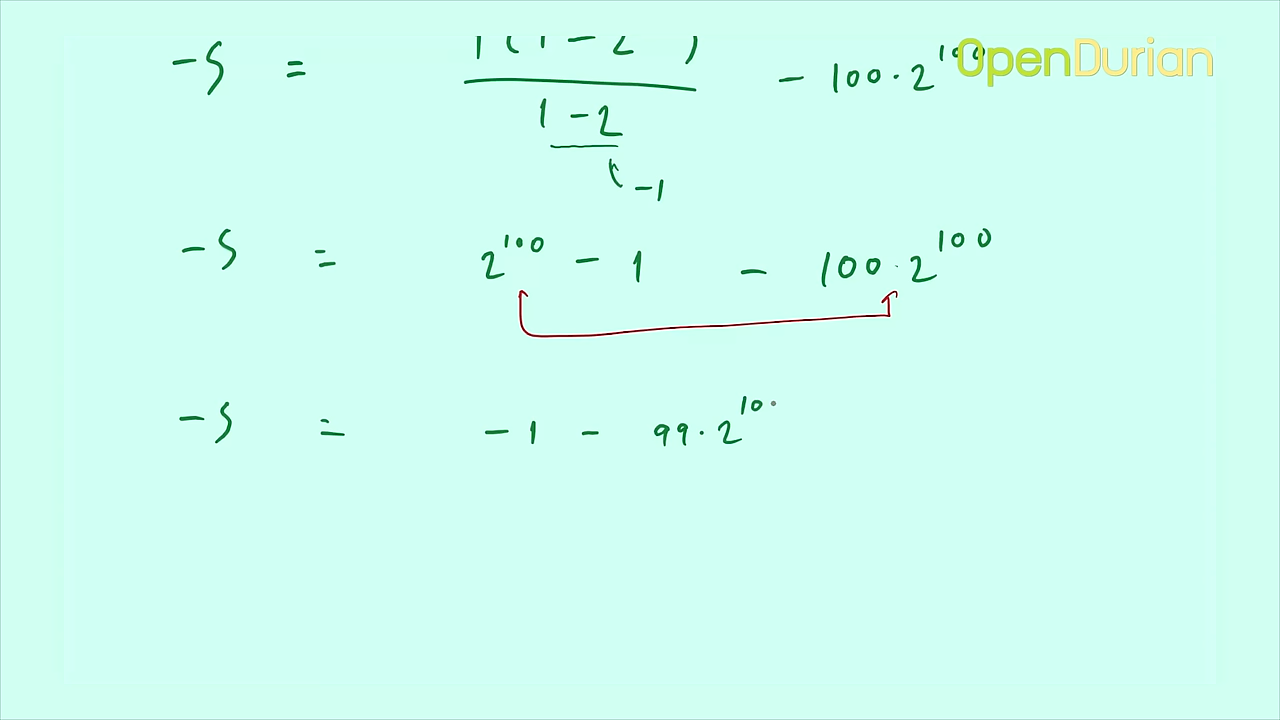 OpenDurian
-S = 1(1-2 ) / 1-2 - 100·2^100
-1
-S = 2^100 - 1 - 100·2^100
-S = -1 - 99·2^10